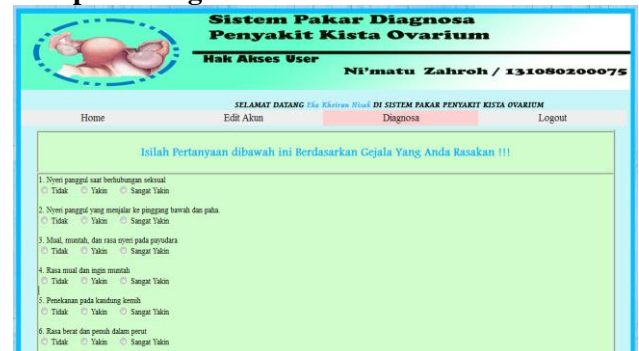 Sistem Pakar Diagnosa
Penyakit Kista Ovarium
Hak Akses User
Ni'matu Zahroh / 131080200075
SELAMAT DATANG Eka Khoirun Nisak DI SISTEM PAKAR PENYAKIT KISTA OVARIUM
Home Edit Akun Diagnosa Logout
Isilah Pertanyaan dibawah ini Berdasarkan Gejala Yang Anda Rasakan !!!
1. Nyeri panggul saat berhubungan seksual
Tidak Yakin Sangat Yakin
2. Nyeri panggul yang menjalar ke pinggang bawah dan paha.
Tidak Yakin Sangat Yakin
3. Mual, muntah, dan rasa nyeri pada payudara
Tidak Yakin Sangat Yakin
4. Rasa mual dan ingin muntah
Tidak Yakin Sangat Yakin
5. Penekanan pada kandung kemih
Tidak Yakin Sangat Yakin
6. Rasa berat dan penuh dalam perut
Tidak Yakin Sangat Yakin